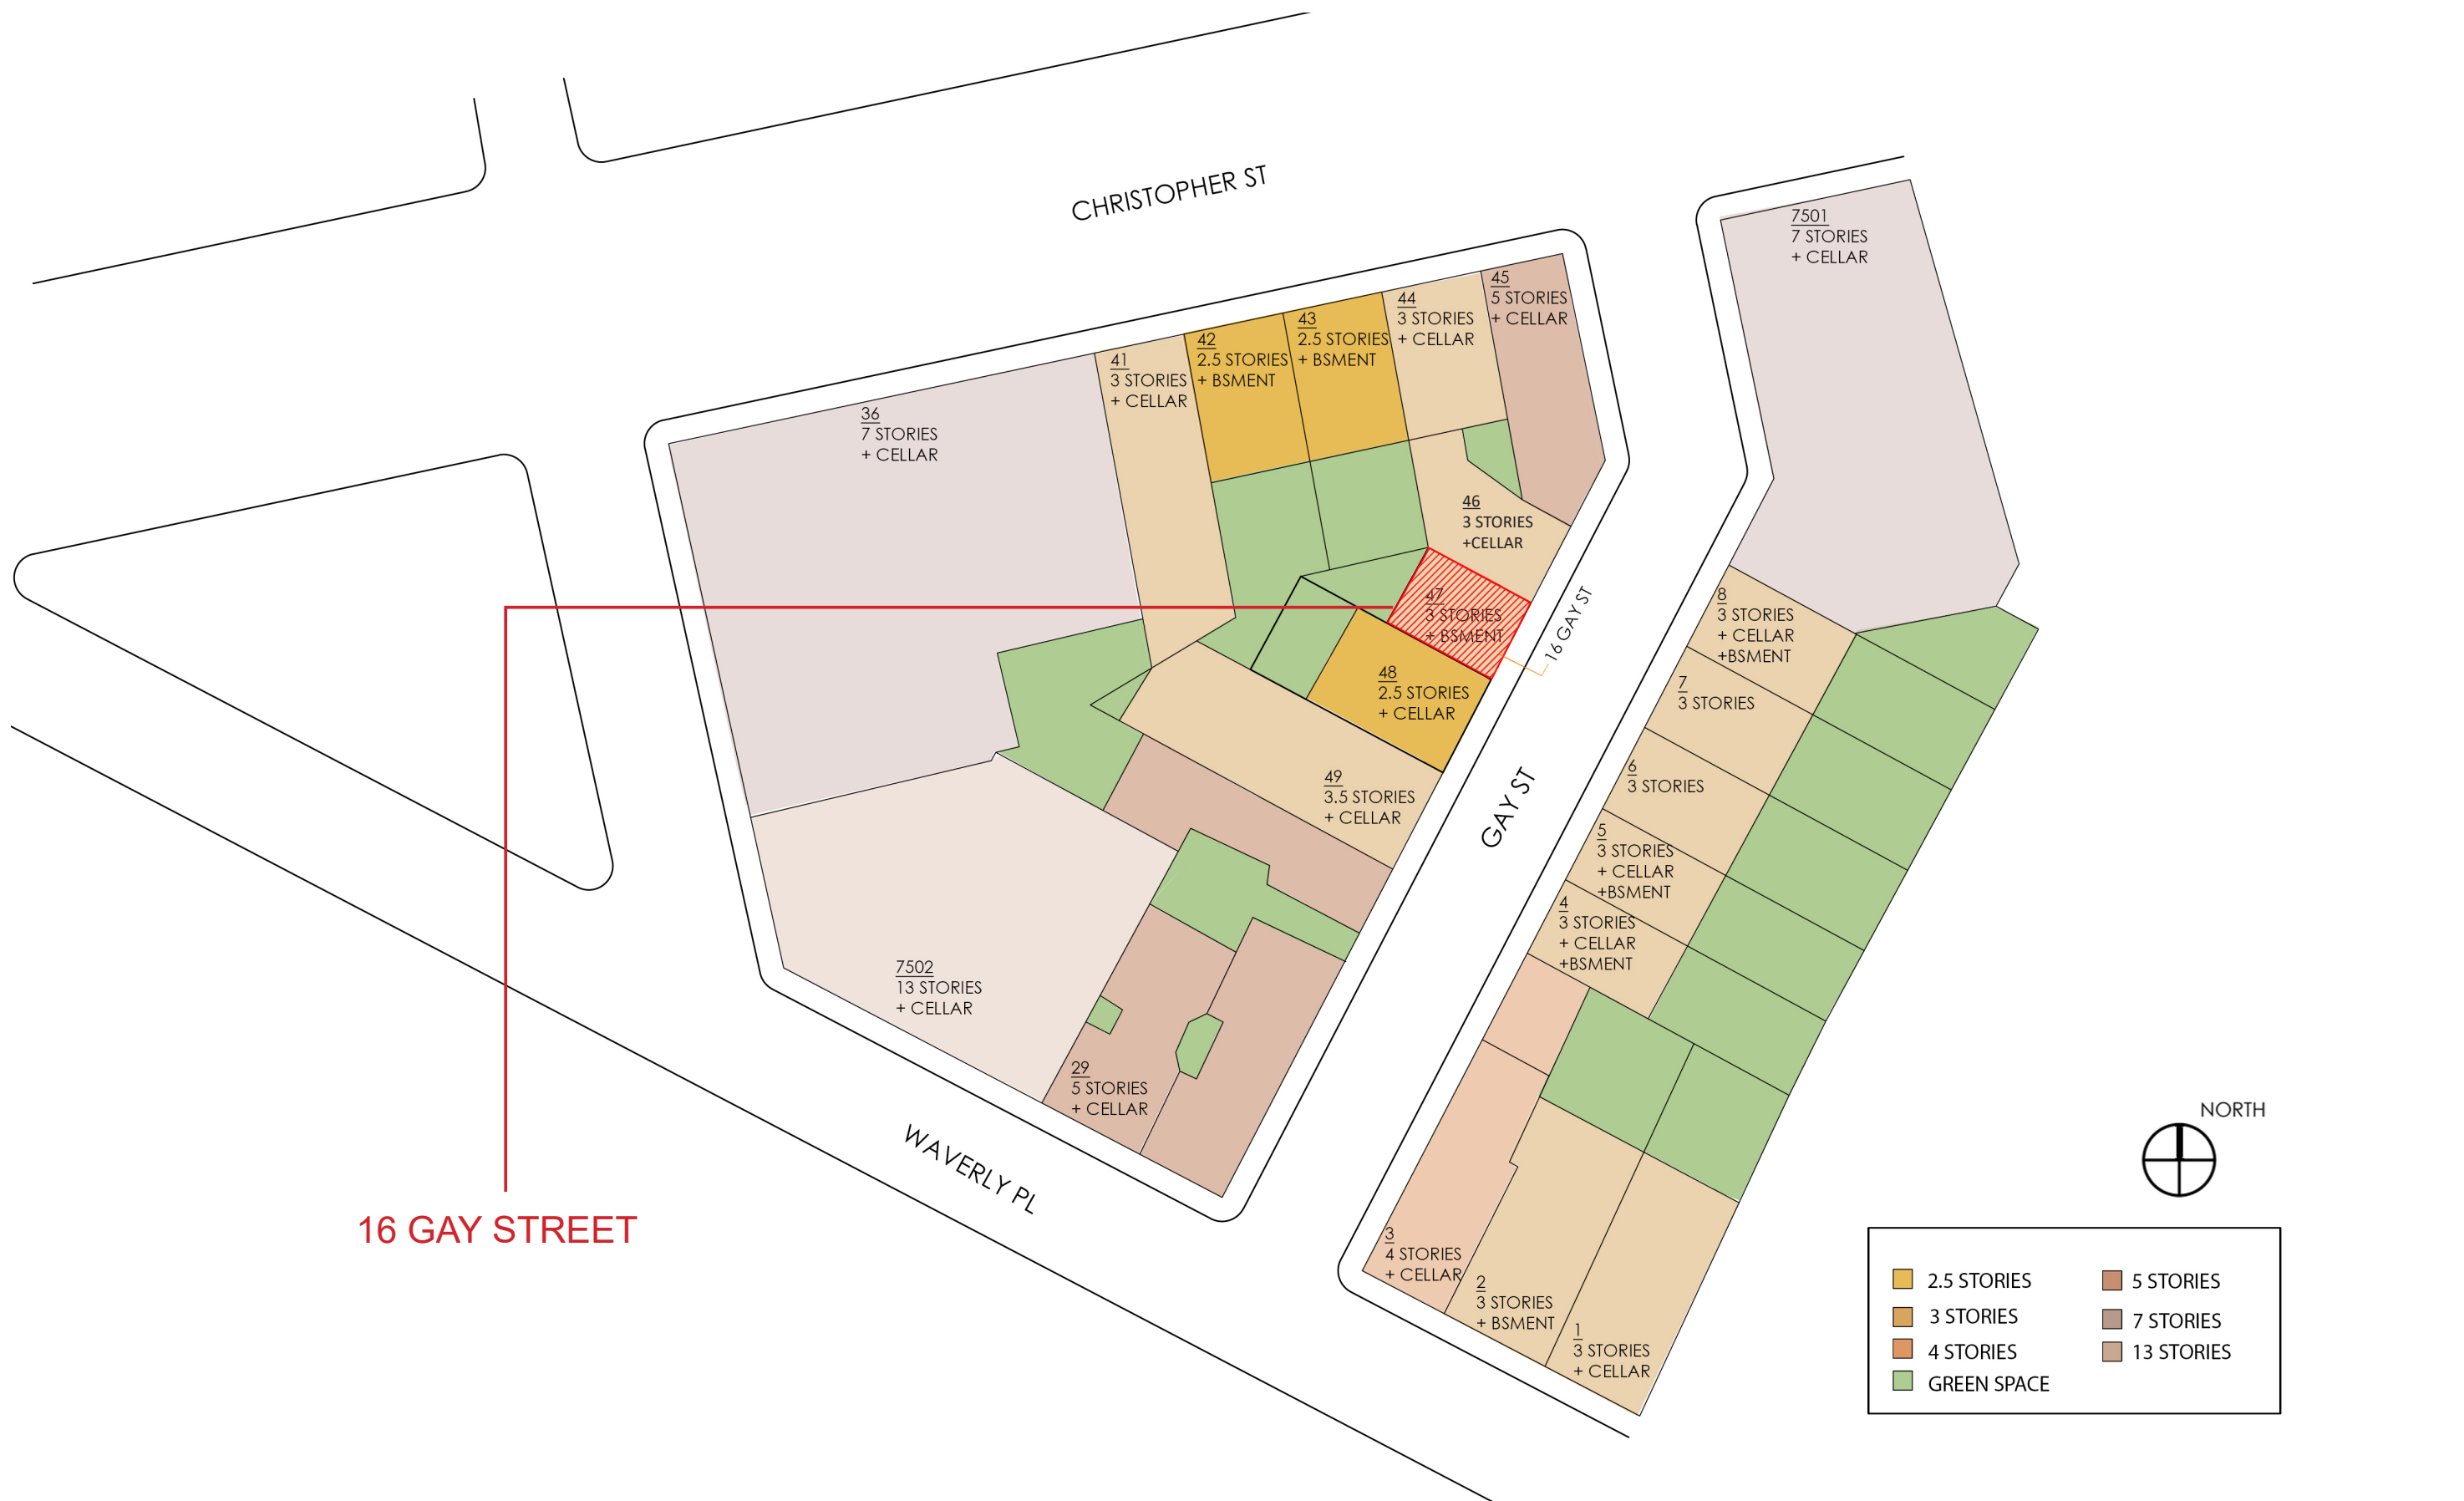 CHRISTOPHER ST
7501
7 STORIES
+ CELLAR
45
5 STORIES
+ CELLAR
44
3 STORIES
+ CELLAR
43
2.5 STORIES
+ BSMENT
42
2.5 STORIES
+ BSMENT
41
3 STORIES
+ CELLAR
36
7 STORIES
+ CELLAR
46
3 STORIES
+CELLAR
47
3 STORIES
+ BSMENT
16 GAY ST
48
2.5 STORIES
+ CELLAR
49
3.5 STORIES
+ CELLAR
GAY ST
8
3 STORIES
+ CELLAR
+BSMENT
7
3 STORIES
6
3 STORIES
5
3 STORIES
+ CELLAR
+BSMENT
4
3 STORIES
+ CELLAR
+BSMENT
7502
13 STORIES
+ CELLAR
29
5 STORIES
+ CELLAR
WAVERLY PL
16 GAY STREET
3
4 STORIES
+ CELLAR
2
3 STORIES
+ BSMENT
1
3 STORIES
+ CELLAR
NORTH
2.5 STORIES
3 STORIES
4 STORIES
GREEN SPACE
5 STORIES
7 STORIES
13 STORIES